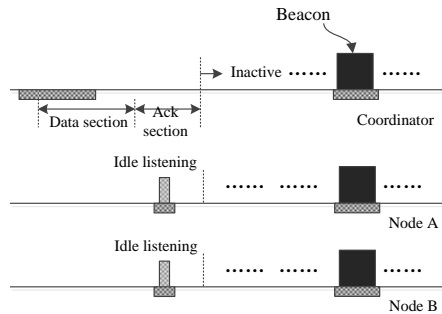 Beacon
Inactive
...... ......
Data section
Ack
section
Coordinator
Idle listening
...... ...... ......
Node A
Idle listening
...... ...... ......
Node B